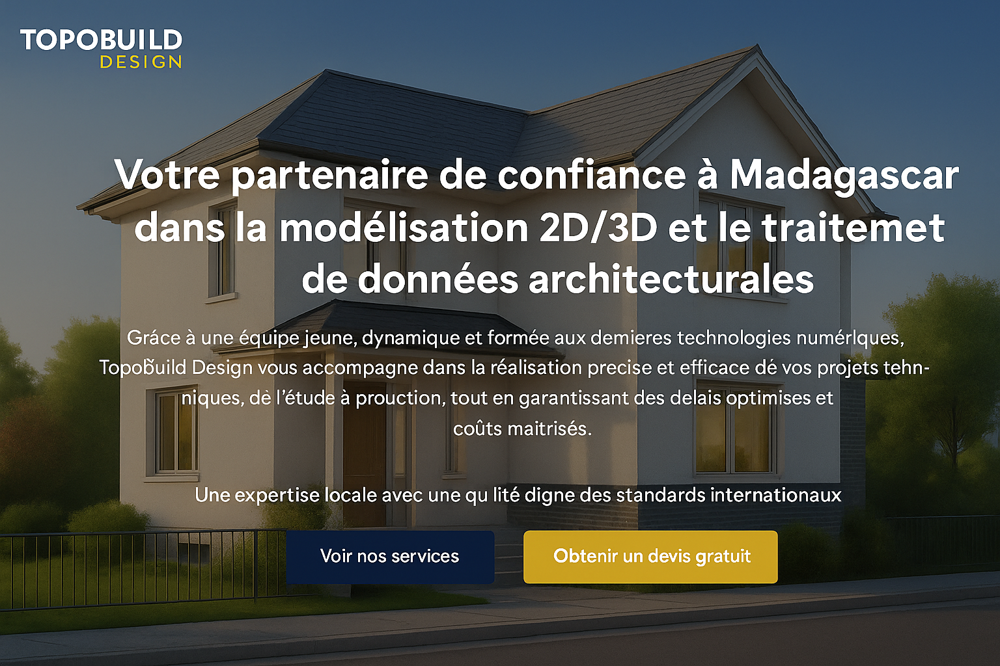 TOPOBUILD
DESIGN
Votre partenaire de confiance à Madagascar
dans la modélisation 2D/3D et le traitemet
de données architecturales
Gráce à une équipe jeune, dynamique et formée aux demieres technologies numérlques,
Topob̌uild Design vous accompagne dans la réalisation precise et efficace dé vos projets tehn-
niques, dè l’étude à prouction, tout en garantissant des delais optimises et
coûts maitrisés.
Une expertise locale avec une qu lité digne des standards internationaux
Voir nos services
Obtenir un devis gratuit